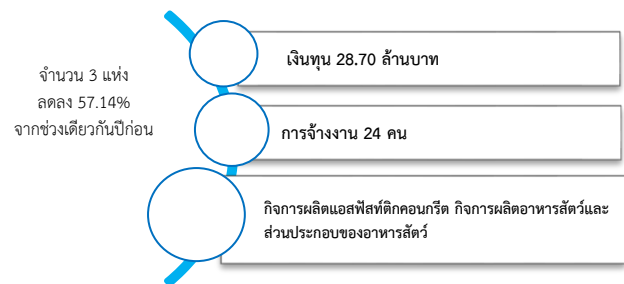 จำนวน 3 แห่ง
ลดลง 57.14%
จากช่วงเดียวกันปีก่อน
เงินทุน 28.70 ล้านบาท
การจ้างงาน 24 คน
กิจการผลิตแอสฟัสท์ติกคอนกรีต กิจการผลิตอาหารสัตว์และ
ส่วนประกอบของอาหารสัตว์